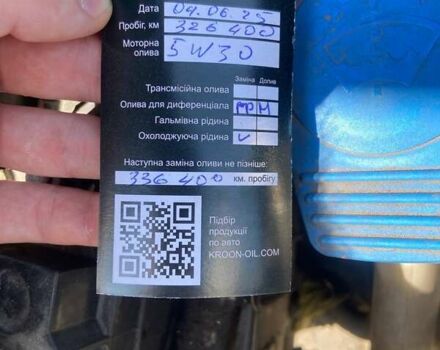 Дата 09.06.25
Пробіг, км 326 400
Моторна олива 5W30
Заміна Долив
Трансмісійна олива
Олива для диференціала
Гальмівна рідина
Охолоджуюча рідина v
Наступна заміна оливи не пізніше:
336 400 км. пробігу
Підбір
продукції
по авто
KROON-OIL.COM